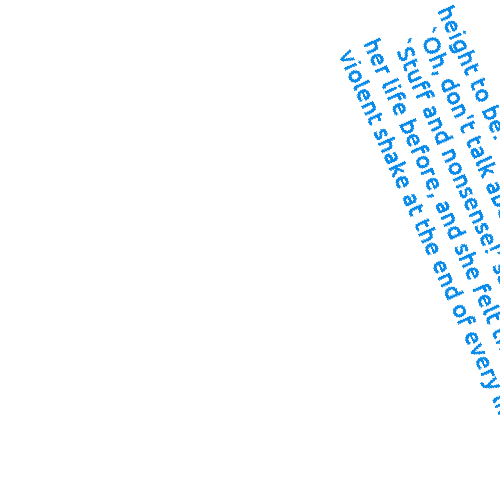 height to be.
`Oh, don't talk
`Stuff and nonsense!'
her life before, and she felt
violent shake at the end of every